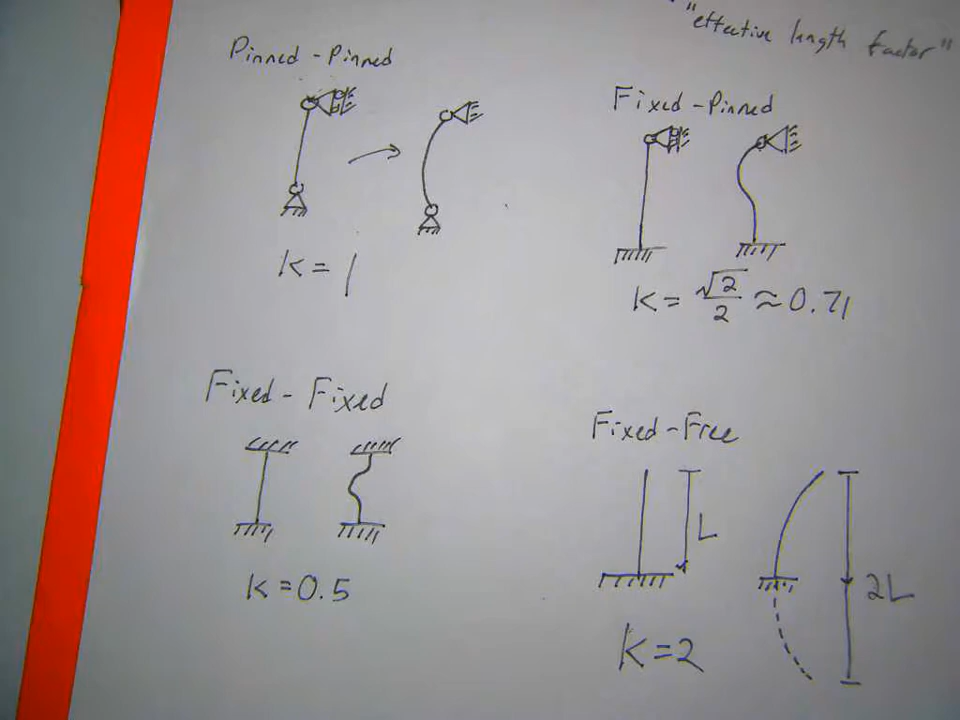 "effective length factor"
Pinned-Pinned
K = 1
Fixed-Pinned
K = √2/2 ≈ 0.71
Fixed - Fixed
K = 0.5
Fixed-Free
L
2L
K = 2